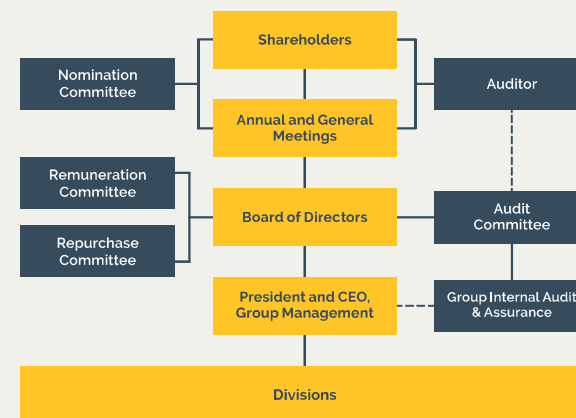 Shareholders
Nomination
Committee
Auditor
Annual and General
Meetings
Remuneration
Committee
Board of Directors
Audit
Committee
Repurchase
Committee
President and CEO,
Group Management
Group Internal Audit
& Assurance
Divisions